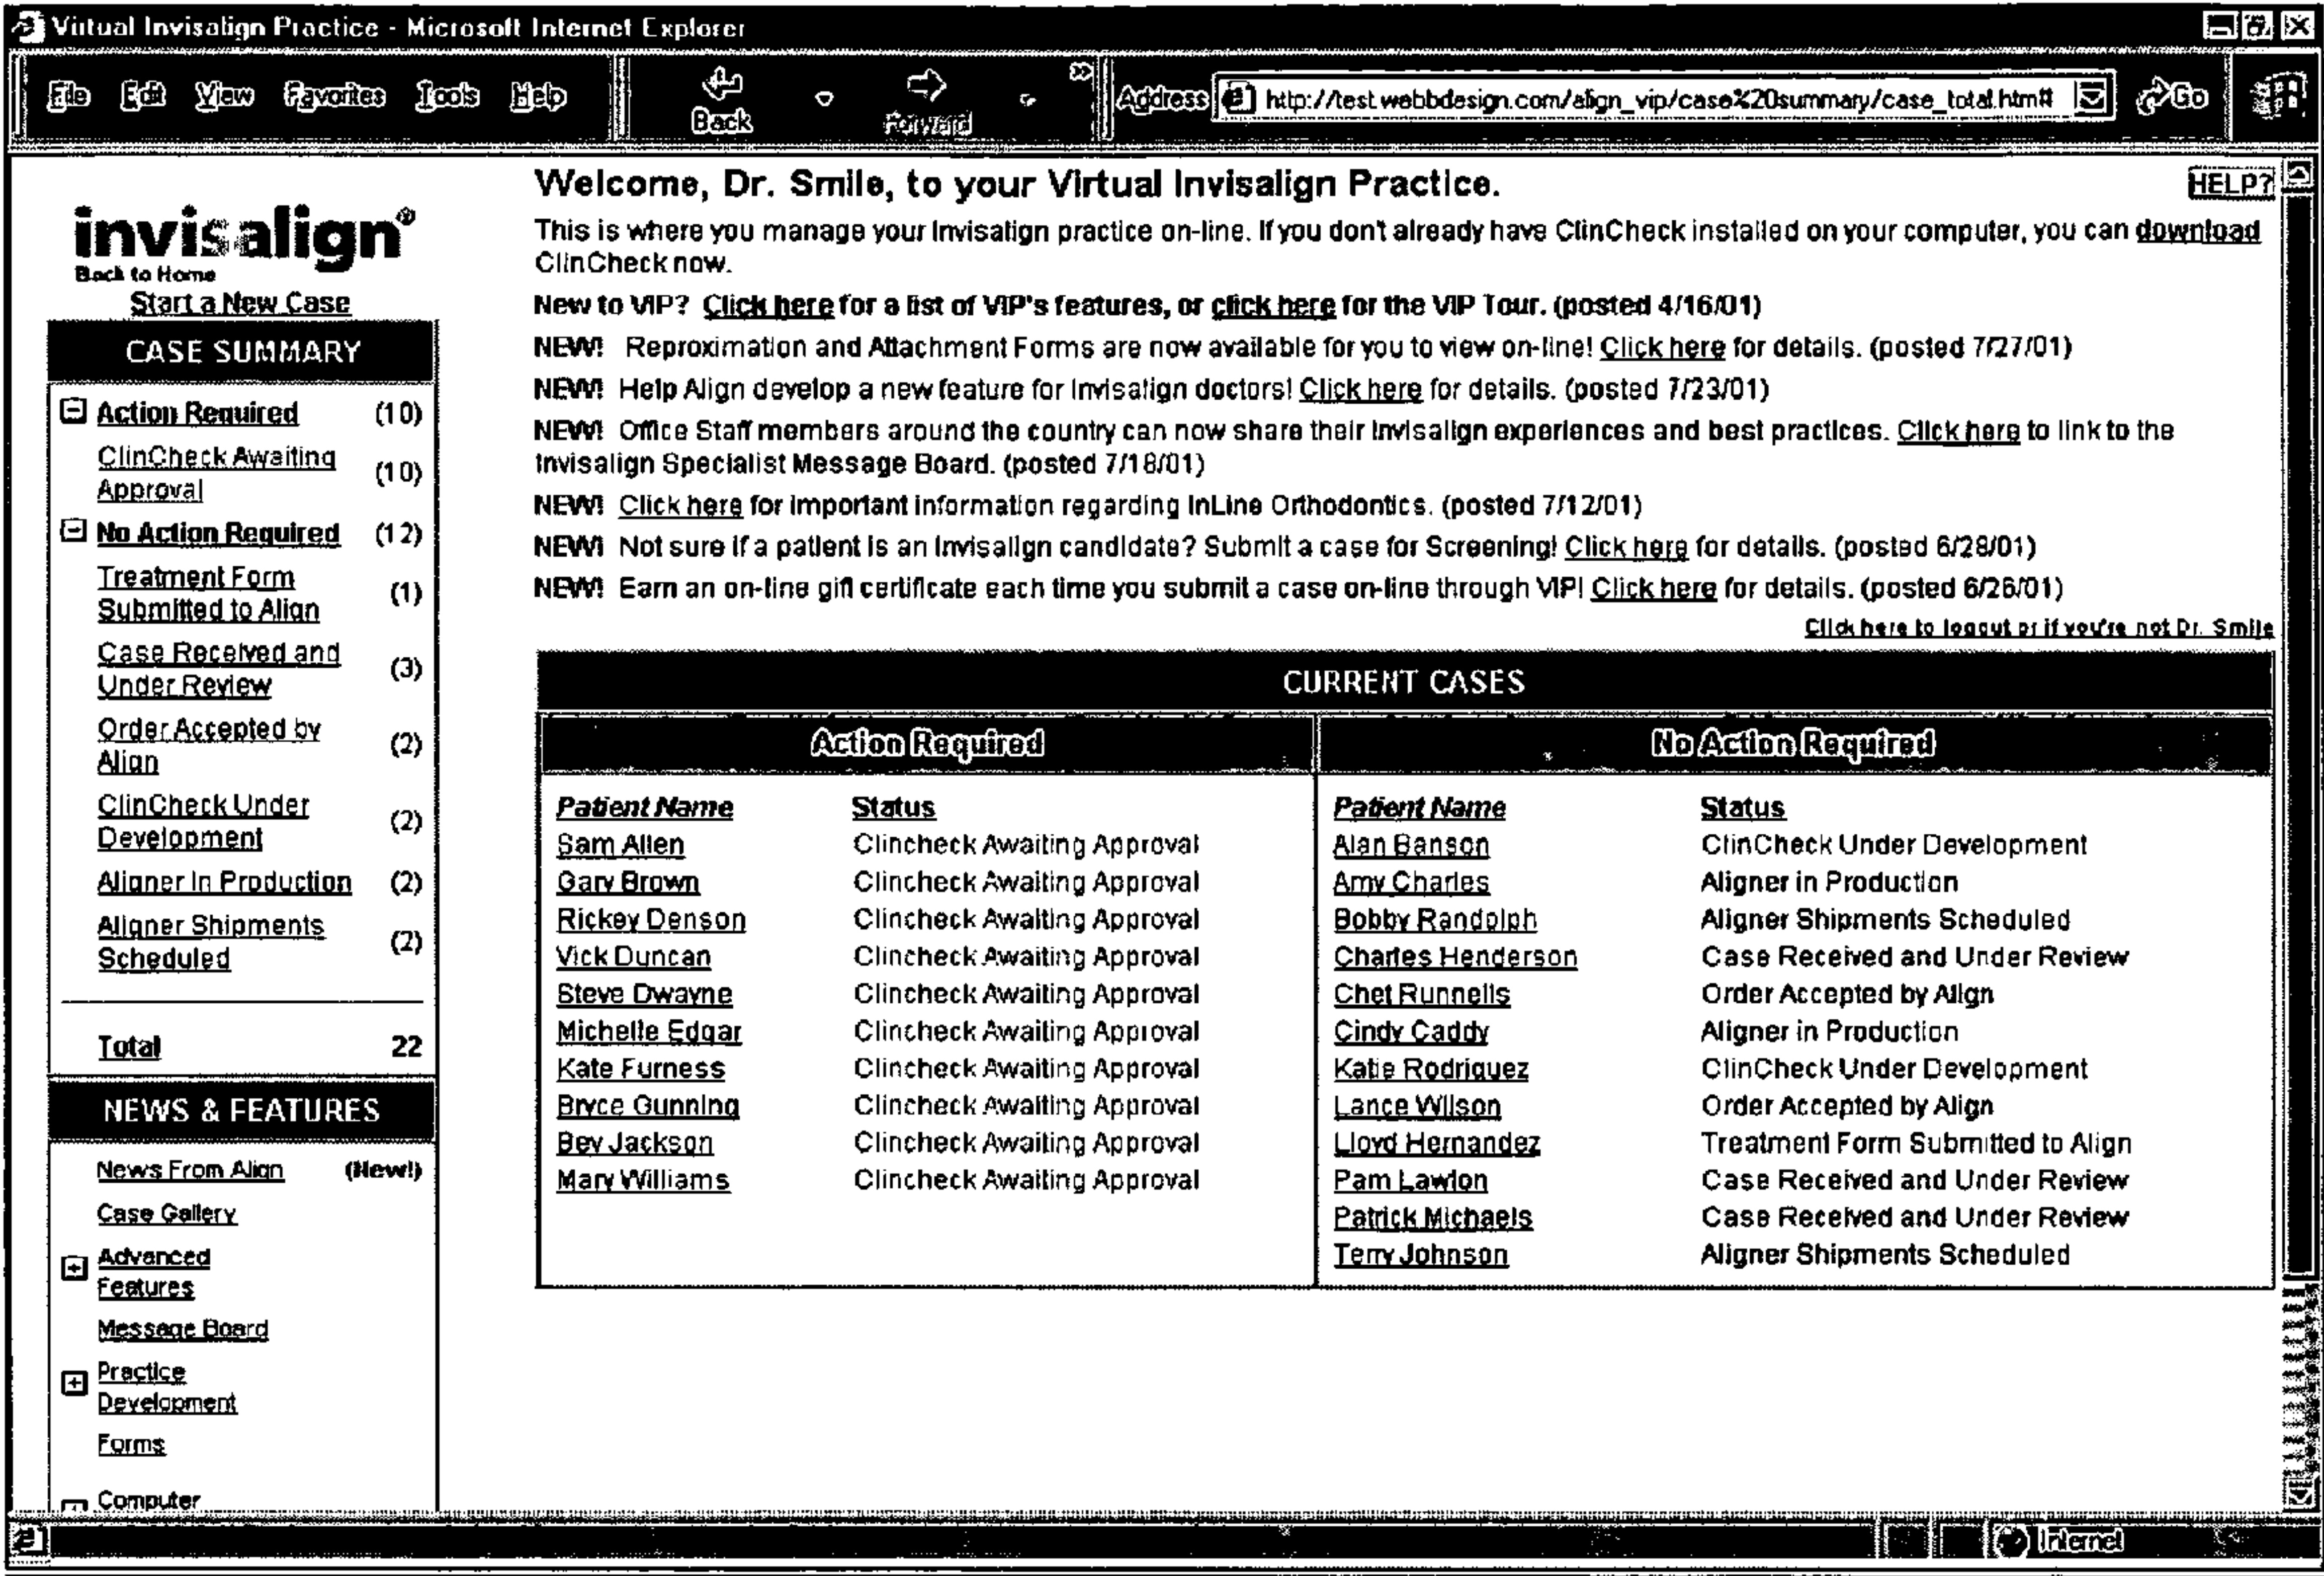 Virtual Invisalign Practice - Microsoft Internet Explorer
File Edit View Favorites Tools Help
Back
Forward
Address http://test.webbdesign.com/align_vip/case%20summary/case_total.htm#
Go
invisalign®
Back to Home
Start a New Case
CASE SUMMARY
Action Required (10)
ClinCheck Awaiting
Approval (10)
No Action Required (12)
Treatment Form
Submitted to Align (1)
Case Received and
Under Review (3)
Order Accepted by
Align (2)
ClinCheck Under
Development (2)
Aligner in Production (2)
Aligner Shipments
Scheduled (2)
Total 22
NEWS & FEATURES
News From Align (New!)
Case Gallery
Advanced
Features
Message Board
Practice
Development
Forms
Computer
Welcome, Dr. Smile, to your Virtual Invisalign Practice.
HELP?
This is where you manage your Invisalign practice on-line. If you don't already have ClinCheck installed on your computer, you can download
ClinCheck now.
New to VIP? Click here for a list of VIP's features, or click here for the VIP Tour. (posted 4/16/01)
NEW! Reproximation and Attachment Forms are now available for you to view on-line! Click here for details. (posted 7/27/01)
NEW! Help Align develop a new feature for Invisalign doctors! Click here for details. (posted 7/23/01)
NEW! Office Staff members around the country can now share their Invisalign experiences and best practices. Click here to link to the
Invisalign Specialist Message Board. (posted 7/18/01)
NEW! Click here for important information regarding InLine Orthodontics. (posted 7/12/01)
NEW! Not sure if a patient is an Invisalign candidate? Submit a case for Screening! Click here for details. (posted 6/28/01)
NEW! Earn an on-line gift certificate each time you submit a case on-line through VIP! Click here for details. (posted 6/26/01)
Click here to logout or if you're not Dr. Smile
CURRENT CASES
Action Required
Patient Name Status
Sam Allen Clincheck Awaiting Approval
Gary Brown Clincheck Awaiting Approval
Rickey Denson Clincheck Awaiting Approval
Vick Duncan Clincheck Awaiting Approval
Steve Dwayne Clincheck Awaiting Approval
Michelle Edgar Clincheck Awaiting Approval
Kate Furness Clincheck Awaiting Approval
Bryce Gunning Clincheck Awaiting Approval
Bev Jackson Clincheck Awaiting Approval
Mary Williams Clincheck Awaiting Approval
No Action Required
Patient Name Status
Alan Banson ClinCheck Under Development
Amy Charles Aligner in Production
Bobby Randolph Aligner Shipments Scheduled
Charles Henderson Case Received and Under Review
Chet Runnells Order Accepted by Align
Cindy Caddy Aligner in Production
Katie Rodriquez ClinCheck Under Development
Lance Wilson Order Accepted by Align
Lloyd Hernandez Treatment Form Submitted to Align
Pam Lawton Case Received and Under Review
Patrick Michaels Case Received and Under Review
Terry Johnson Aligner Shipments Scheduled
Internet